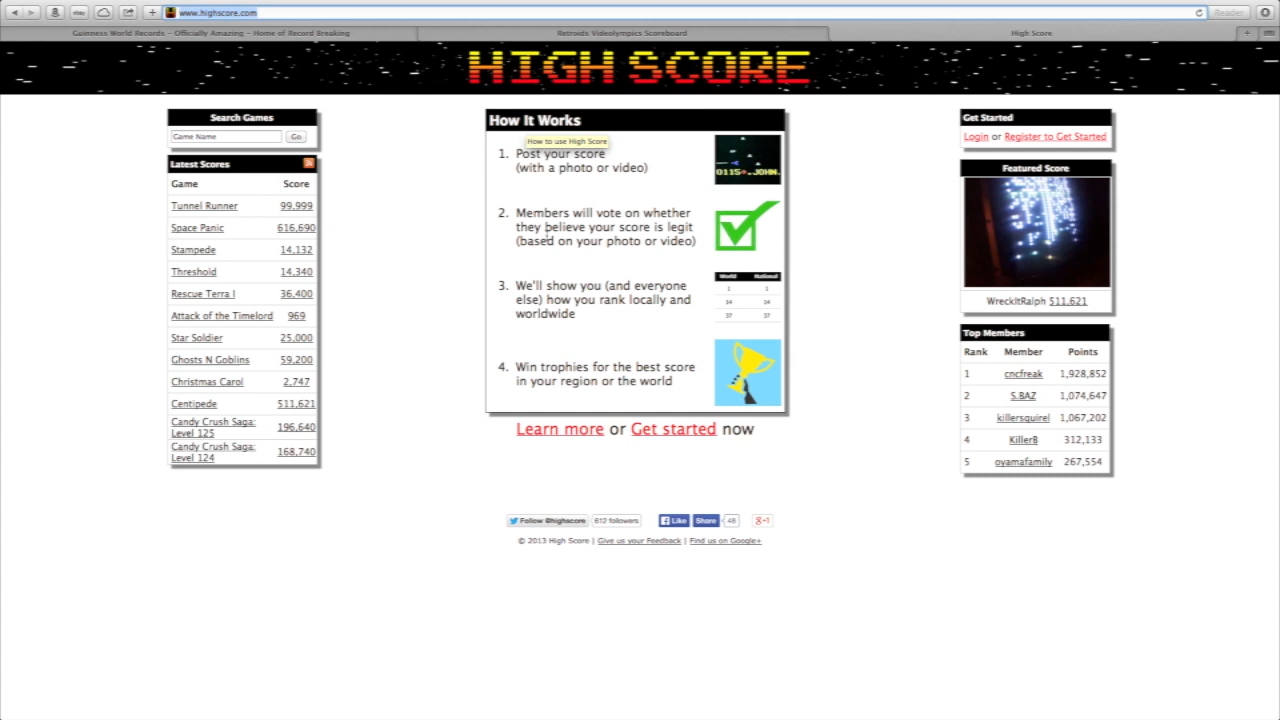 www.highscore.com
Reader
Guinness World Records – Officially Amazing – Home of Record Breaking
Retroids Videolympics Scoreboard
High Score
HIGH SCORE
Search Games
Game Name
Go
Latest Scores
Game Score
Tunnel Runner 99,999
Space Panic 616,690
Stampede 14,132
Threshold 14,340
Rescue Terra I 36,400
Attack of the Timelord 969
Star Soldier 25,000
Ghosts N Goblins 59,200
Christmas Carol 2,747
Centipede 511,621
Candy Crush Saga:
Level 125 196,640
Candy Crush Saga:
Level 124 168,740
How It Works
How to use High Score
1. Post your score
(with a photo or video)
0115 JOHN
2. Members will vote on whether
they believe your score is legit
(based on your photo or video)
3. We'll show you (and everyone
else) how you rank locally and
worldwide
World National
1 1
34 34
37 37
4. Win trophies for the best score
in your region or the world
Learn more or Get started now
Follow @highscore 612 followers Like Share 48 g+1
© 2013 High Score | Give us your Feedback | Find us on Google+
Get Started
Login or Register to Get Started
Featured Score
WreckItRalph 511,621
Top Members
Rank Member Points
1 cncfreak 1,928,852
2 S.BAZ 1,074,647
3 killersquirel 1,067,202
4 KillerB 312,133
5 oyamafamily 267,554